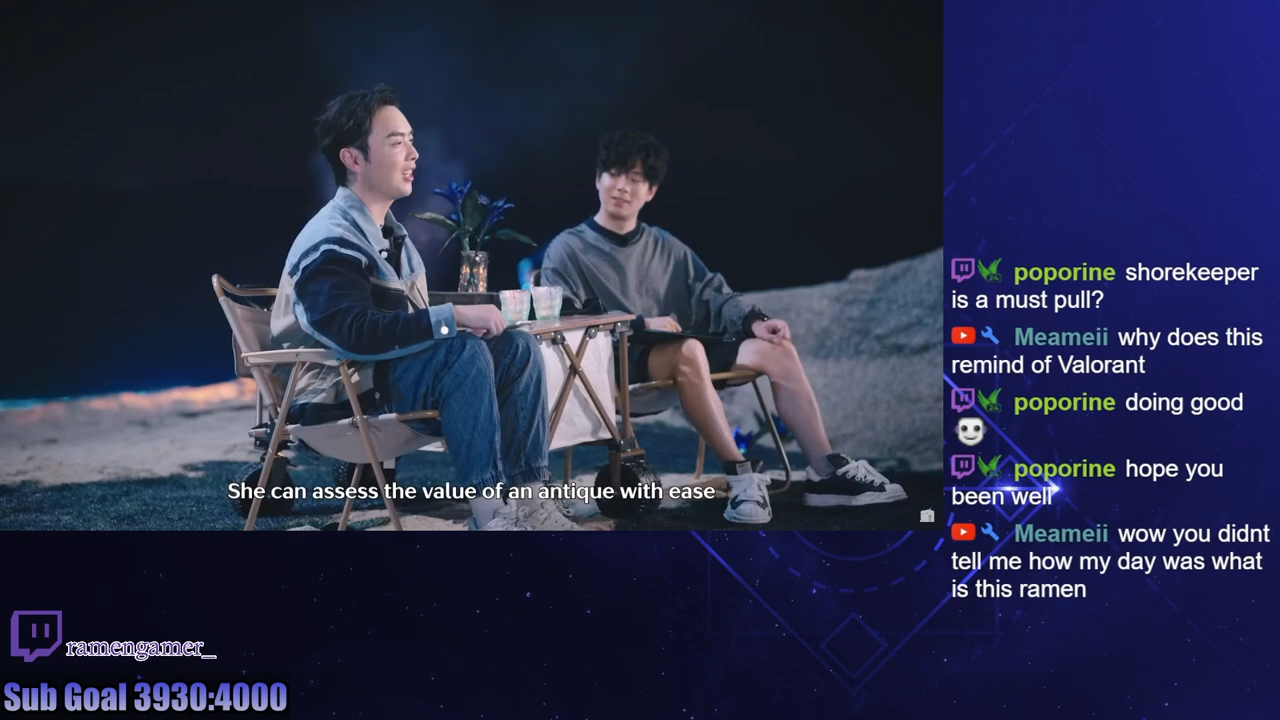 She can assess the value of an antique with ease
poporine shorekeeper
is a must pull?
Meameii why does this
remind of Valorant
poporine doing good
poporine hope you
been well
Meameii wow you didnt
tell me how my day was what
is this ramen
ramengamer_
Sub Goal 3930:4000